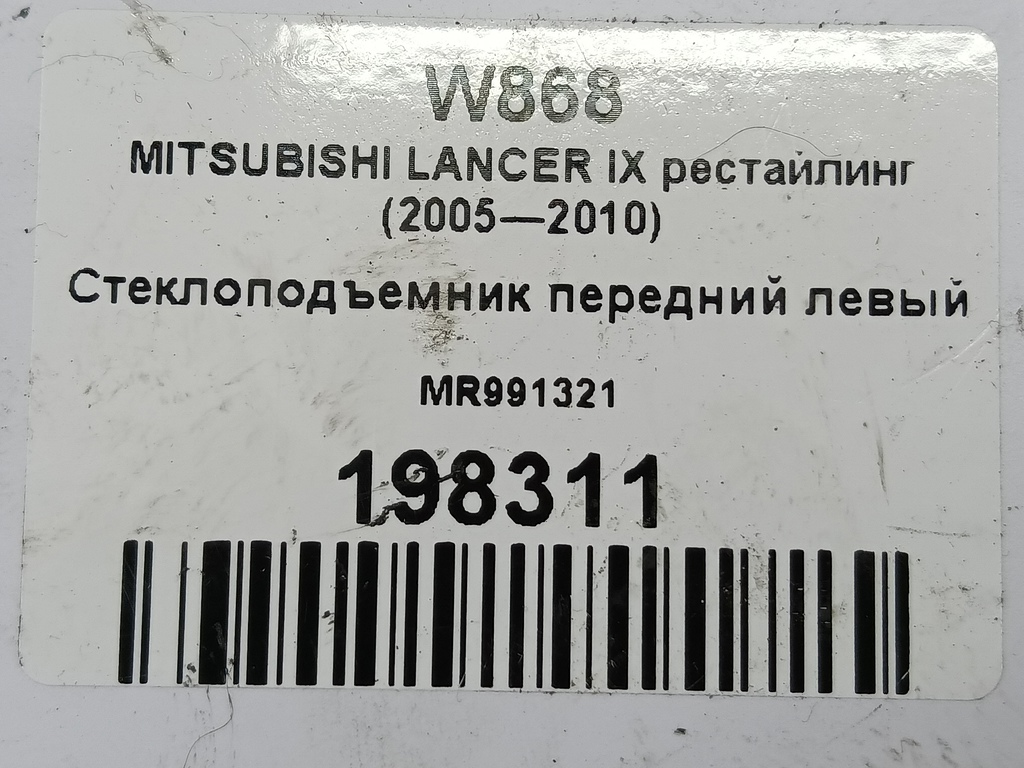 W868
MITSUBISHI LANCER IX рестайлинг
(2005—2010)
Стеклоподъемник передний левый
MR991321
198311